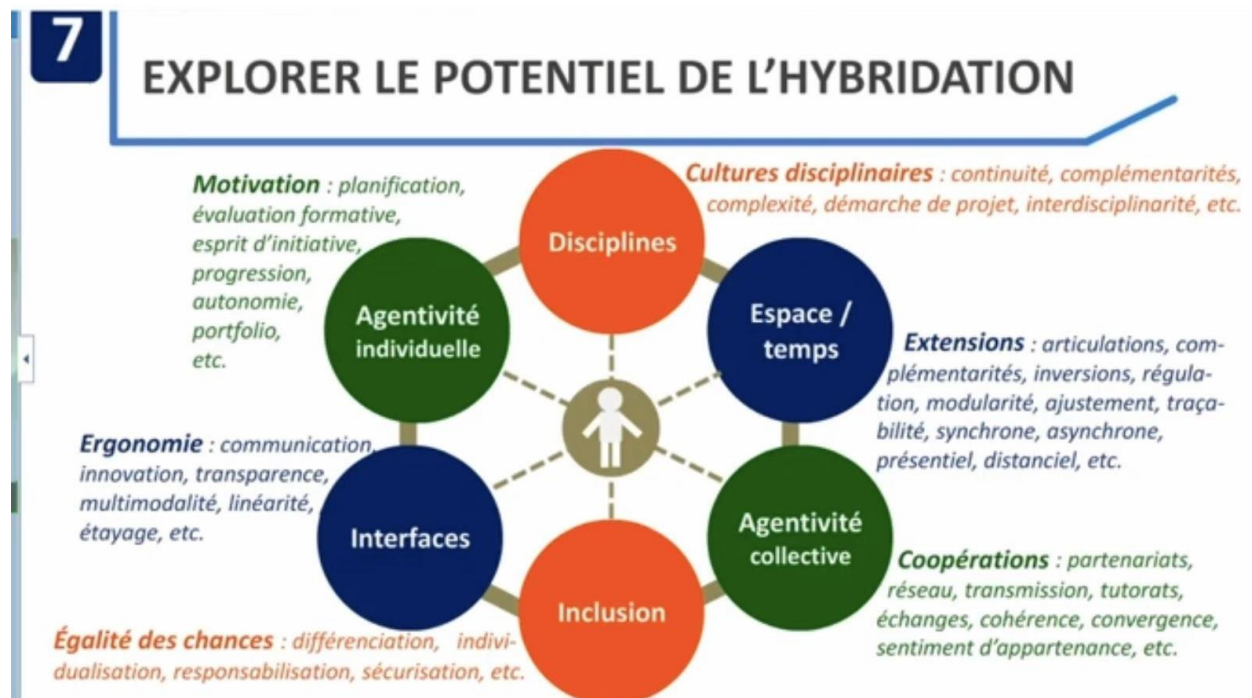 7
EXPLORER LE POTENTIEL DE L'HYBRIDATION
Motivation : planification,
évaluation formative,
esprit d'initiative,
progression,
autonomie,
portfolio,
etc.
Cultures disciplinaires : continuité, complémentarités,
complexité, démarche de projet, interdisciplinarité, etc.
Disciplines
Agentivité
individuelle
Espace /
temps
Extensions : articulations, com-
plémentarités, inversions, régula-
tion, modularité, ajustement, traça-
bilité, synchrone, asynchrone,
présentiel, distanciel, etc.
Ergonomie : communication,
innovation, transparence,
multimodalité, linéarité,
étayage, etc.
Interfaces
Agentivité
collective
Coopérations : partenariats,
réseau, transmission, tutorats,
échanges, cohérence, convergence,
sentiment d'appartenance, etc.
Inclusion
Égalité des chances : différenciation, indivi-
dualisation, responsabilisation, sécurisation, etc.